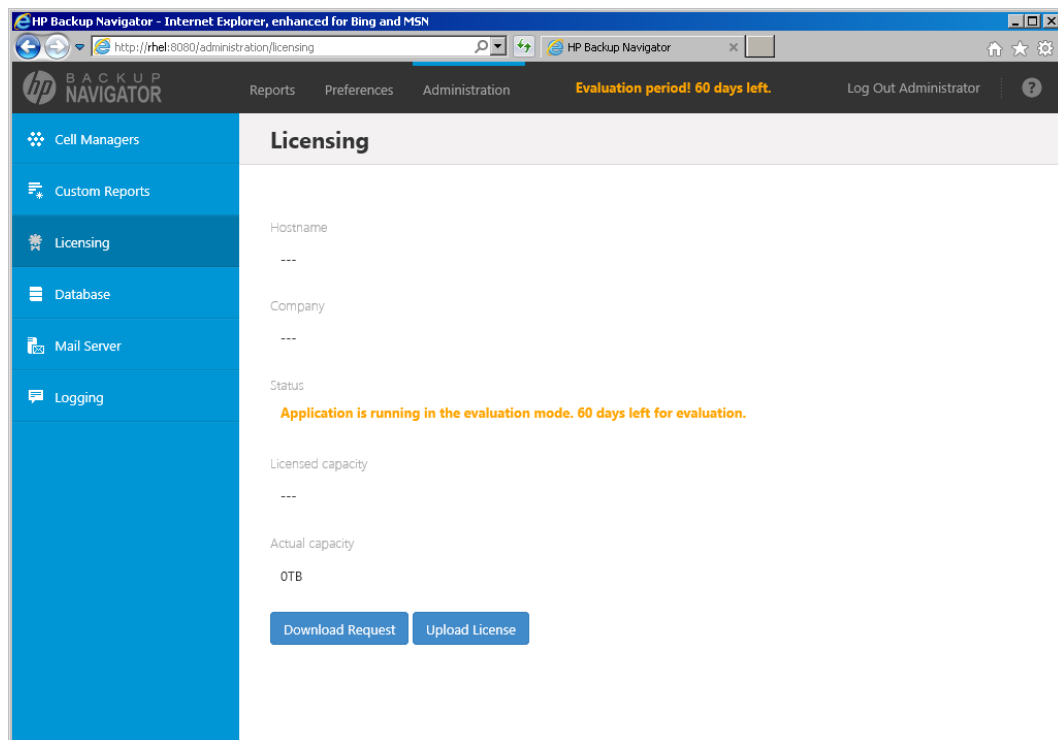 HP Backup Navigator - Internet Explorer, enhanced for Bing and MSN
http://rhel:8080/administration/licensing
HP Backup Navigator
hp BACKUP
NAVIGATOR
Reports
Preferences
Administration
Evaluation period! 60 days left.
Log Out Administrator
?
Cell Managers
Custom Reports
Licensing
Database
Mail Server
Logging
Licensing
Hostname
---
Company
---
Status
Application is running in the evaluation mode. 60 days left for evaluation.
Licensed capacity
---
Actual capacity
0TB
Download Request
Upload License